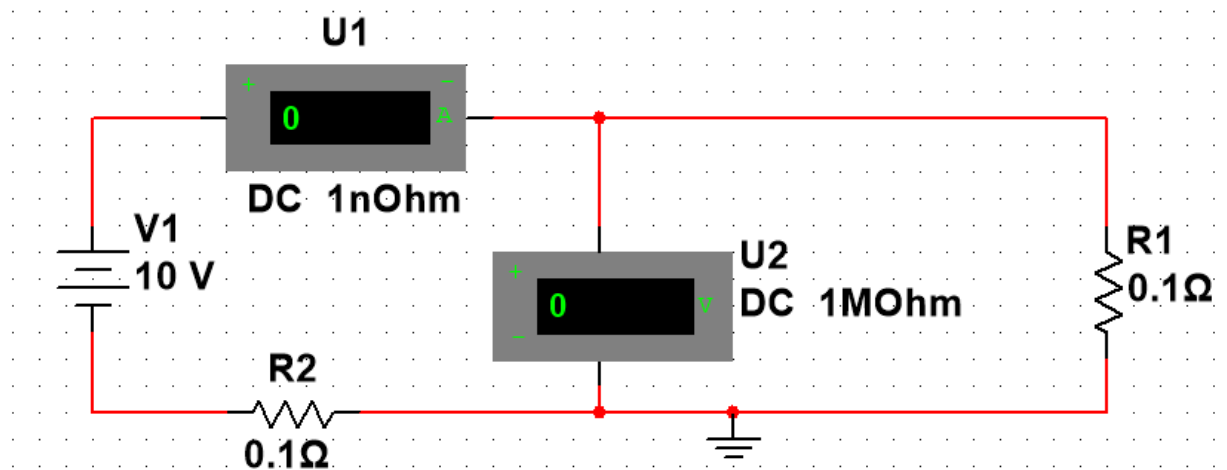 U1
+ −
0 A
DC 1nOhm
V1
10 V
U2
+
0 V
−
DC 1MOhm
R1
0.1Ω
R2
0.1Ω